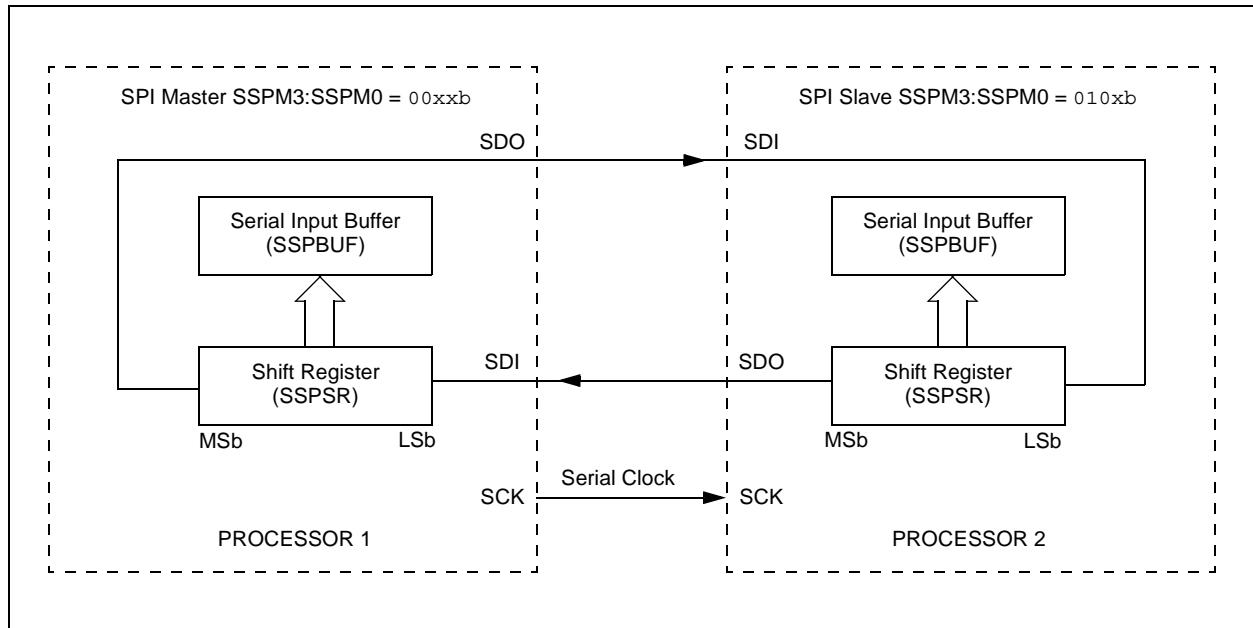 SPI Master SSPM3:SSPM0 = 00xxb
SPI Slave SSPM3:SSPM0 = 010xb
SDO
SDI
Serial Input Buffer
(SSPBUF)
Serial Input Buffer
(SSPBUF)
Shift Register
(SSPSR)
SDI
SDO
Shift Register
(SSPSR)
MSb
LSb
MSb
LSb
SCK
Serial Clock
SCK
PROCESSOR 1
PROCESSOR 2